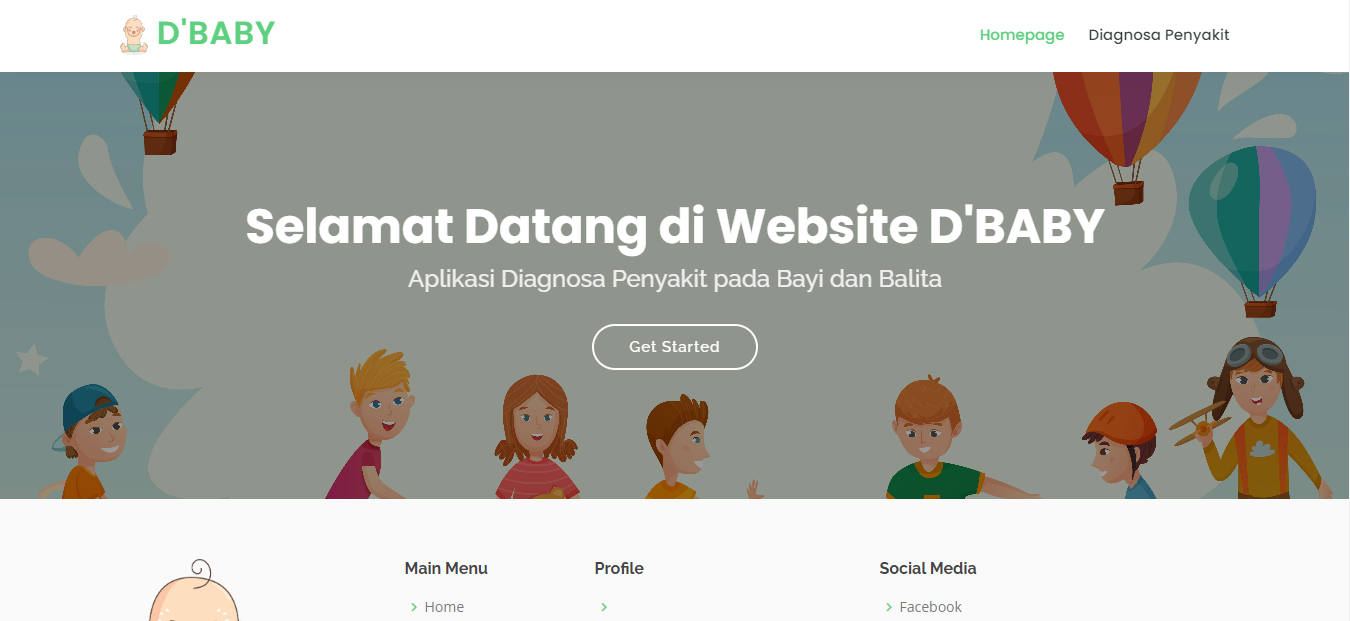 D'BABY
Homepage
Diagnosa Penyakit
Selamat Datang di Website D'BABY
Aplikasi Diagnosa Penyakit pada Bayi dan Balita
Get Started
Main Menu
Home
Profile
Social Media
Facebook